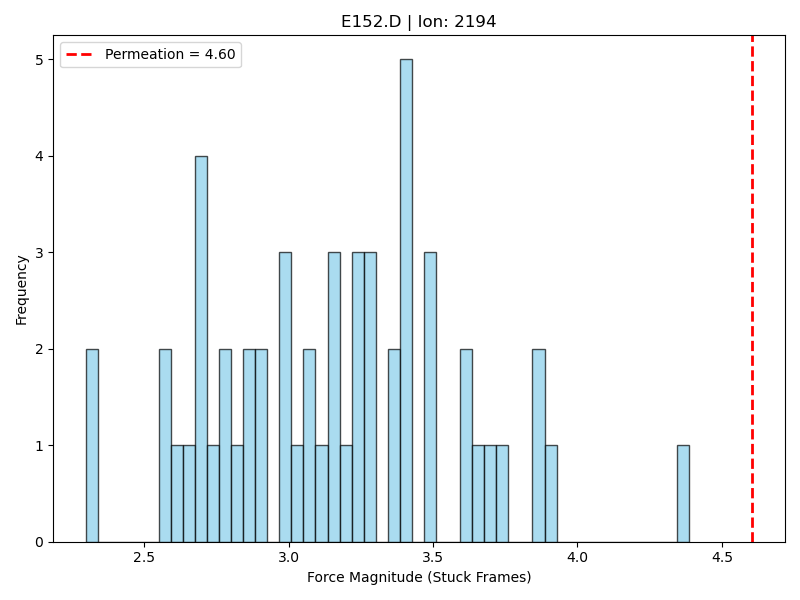 E152.D | Ion: 2194
Permeation = 4.60
Frequency
5
4
3
2
1
0
2.5 3.0 3.5 4.0 4.5
Force Magnitude (Stuck Frames)